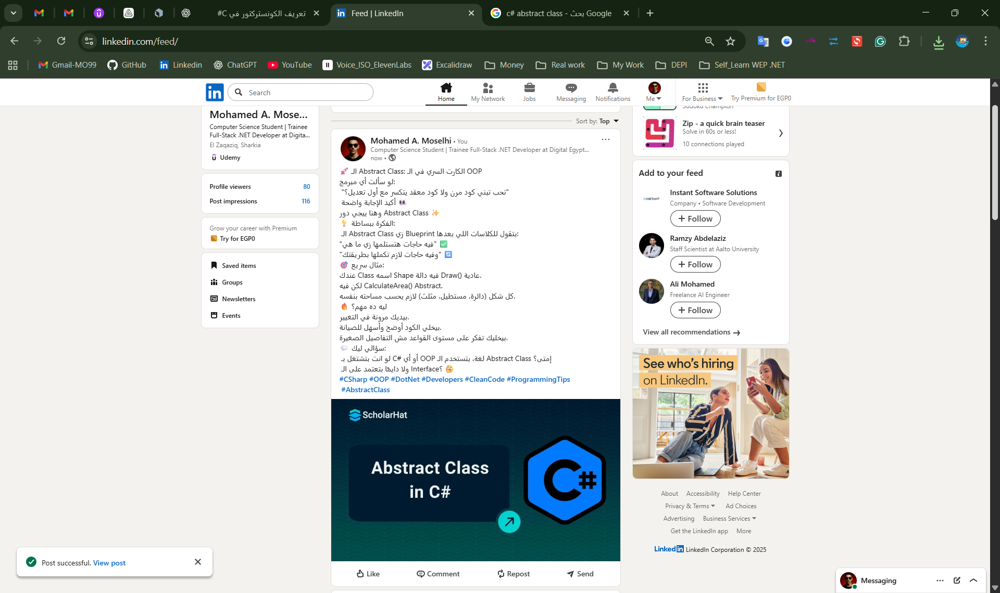 تعريف الكونستركتور في C#
Feed | LinkedIn
c# abstract class - بحث Google
linkedin.com/feed/
Gmail-MO99
GitHub
Linkedin
ChatGPT
YouTube
Voice_ISO_ElevenLabs
Excalidraw
Money
Real work
My Work
DEPI
Self_Learn WEP .NET
in
Search
Home
My Network
Jobs
Messaging
Notifications
Me
For Business
Try Premium for EGP0
Mohamed A. Mose...
Computer Science Student | Trainee
Full-Stack .NET Developer at Digita...
El Zaqaziq, Sharkia
Udemy
Profile viewers 80
Post impressions 116
Grow your career with Premium
Try for EGP0
Saved items
Groups
Newsletters
Events
Sort by: Top
Mohamed A. Moselhi • You
Computer Science Student | Trainee Full-Stack .NET Developer at Digital Egypt...
now •
🚀 الـ Abstract Class: الكارت السري في الـ OOP
لو سألت أي مبرمج:
"تحب تبني كود مرن ولا كود معقد يتكسر مع أول تعديل؟"
أكيد الإجابة واضحة 👀
وهنا ييجي دور Abstract Class ✨
💡 الفكرة ببساطة:
الـ Abstract Class زي Blueprint بتقول للكلاسات اللي بعدها:
"فيه حاجات هتستلمها زي ما هي" ✅
"وفيه حاجات لازم تكملها بطريقتك" 🔄
🎯 مثال سريع:
عندك Class اسمه Shape فيه دالة Draw() عادية.
لكن فيه CalculateArea() Abstract.
كل شكل (دائرة، مستطيل، مثلث) لازم يحسب مساحته بنفسه.
🔥 ليه ده مهم؟
بيديك مرونة في التغيير.
بيخلي الكود أوضح وأسهل للصيانة.
بيخليك تفكر على مستوى القواعد مش التفاصيل الصغيرة.
💬 سؤالي ليك:
لو انت بتشتغل بـ C# أو أي OOP لغة، بتستخدم الـ Abstract Class إمتى؟
ولا دايمًا بتعتمد على الـ Interface؟ 🤔
#CSharp #OOP #DotNet #Developers #CleanCode #ProgrammingTips
#AbstractClass
ScholarHat
Abstract Class
in C#
C#
Like
Comment
Repost
Send
Sudoku Champion
Zip - a quick brain teaser
Solve in 60s or less!
10 connections played
Add to your feed
INSTANT
Instant Software Solutions
Company • Software Development
+ Follow
Ramzy Abdelaziz
Staff Scientist at Aalto University
+ Follow
Ali Mohamed
Freelance AI Engineer
+ Follow
View all recommendations →
See who's hiring
on LinkedIn.
About Accessibility Help Center
Privacy & Terms Ad Choices
Advertising Business Services
Get the LinkedIn app More
LinkedIn LinkedIn Corporation © 2025
Post successful. View post
Messaging